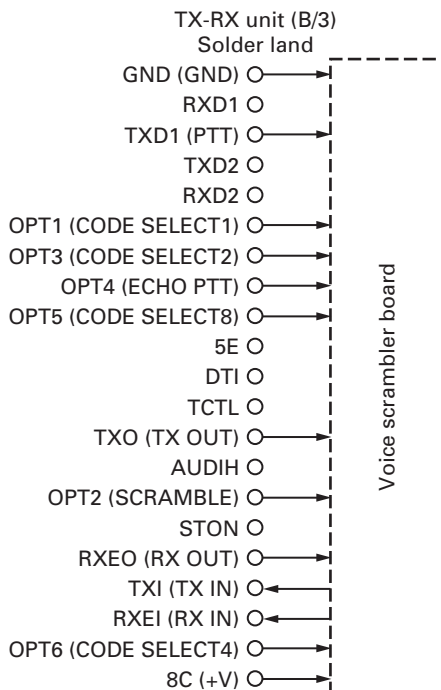 TX-RX unit (B/3)
Solder land
GND (GND)
RXD1
TXD1 (PTT)
TXD2
RXD2
OPT1 (CODE SELECT1)
OPT3 (CODE SELECT2)
OPT4 (ECHO PTT)
OPT5 (CODE SELECT8)
5E
DTI
TCTL
TXO (TX OUT)
AUDIH
OPT2 (SCRAMBLE)
STON
RXEO (RX OUT)
TXI (TX IN)
RXEI (RX IN)
OPT6 (CODE SELECT4)
8C (+V)
Voice scrambler board